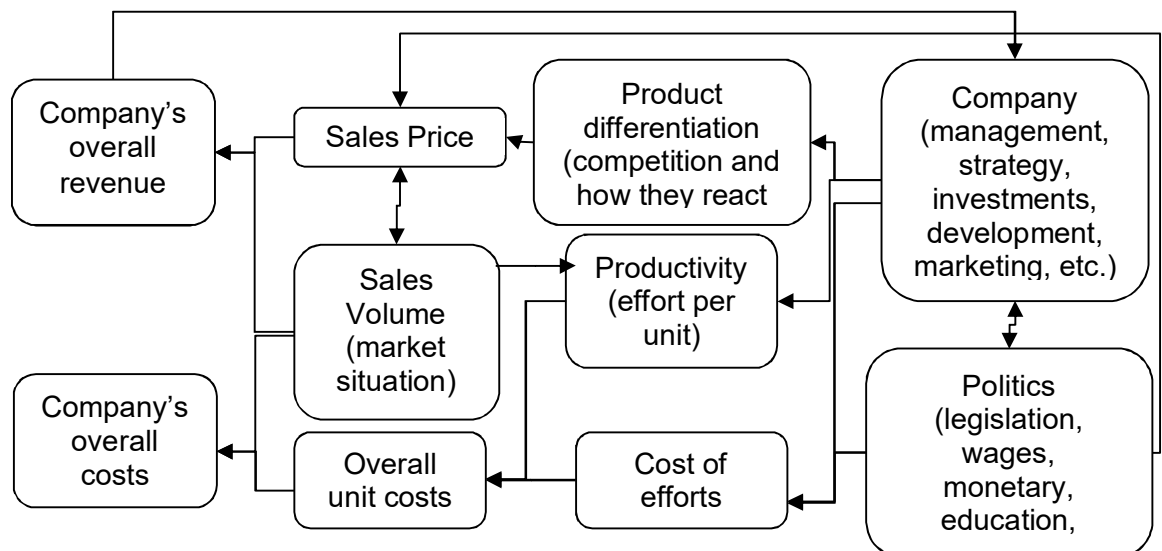 Company's
overall
revenue
Sales Price
Product
differentiation
(competition and
how they react
Company
(management,
strategy,
investments,
development,
marketing, etc.)
Sales
Volume
(market
situation)
Productivity
(effort per
unit)
Company's
overall
costs
Overall
unit costs
Cost of
efforts
Politics
(legislation,
wages,
monetary,
education,